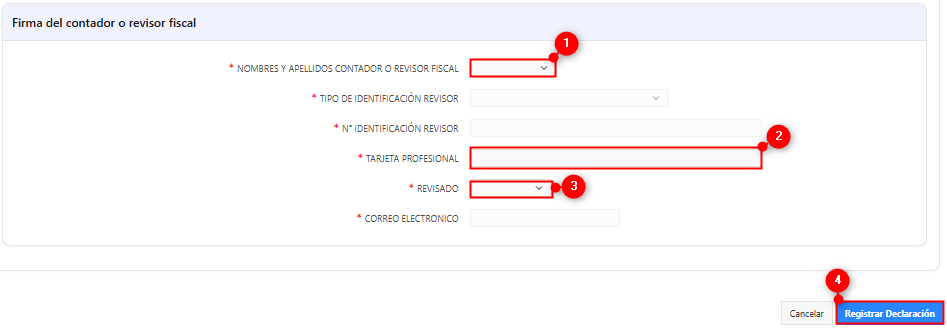 Firma del contador o revisor fiscal
1
* NOMBRES Y APELLIDOS CONTADOR O REVISOR FISCAL
* TIPO DE IDENTIFICACIÓN REVISOR
* N° IDENTIFICACIÓN REVISOR
2
* TARJETA PROFESIONAL
* REVISADO
3
* CORREO ELECTRONICO
4
Cancelar
Registrar Declaración